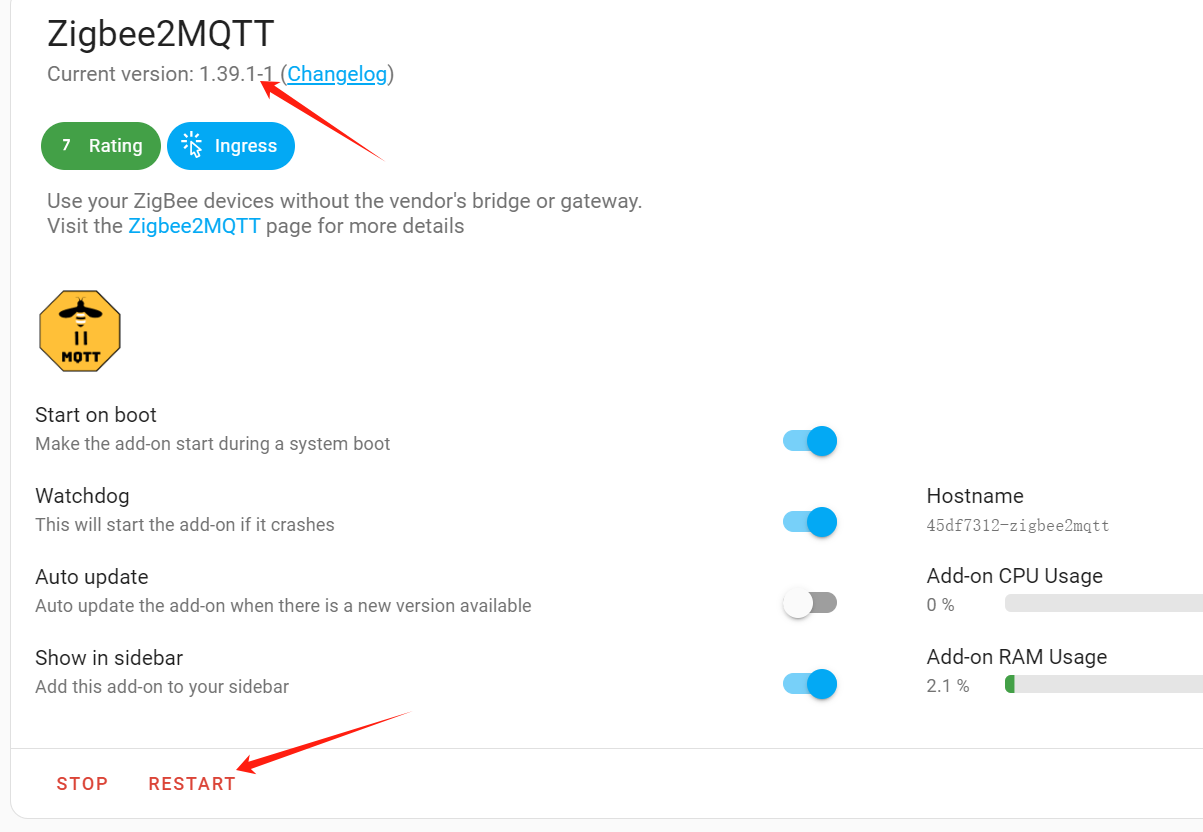 Zigbee2MQTT
Current version: 1.39.1-1 (Changelog)
7 Rating
Ingress
Use your ZigBee devices without the vendor's bridge or gateway.
Visit the Zigbee2MQTT page for more details
MQTT
Start on boot
Make the add-on start during a system boot
Watchdog
This will start the add-on if it crashes
Hostname
45df7312-zigbee2mqtt
Auto update
Auto update the add-on when there is a new version available
Add-on CPU Usage
0 %
Show in sidebar
Add this add-on to your sidebar
Add-on RAM Usage
2.1 %
STOP
RESTART